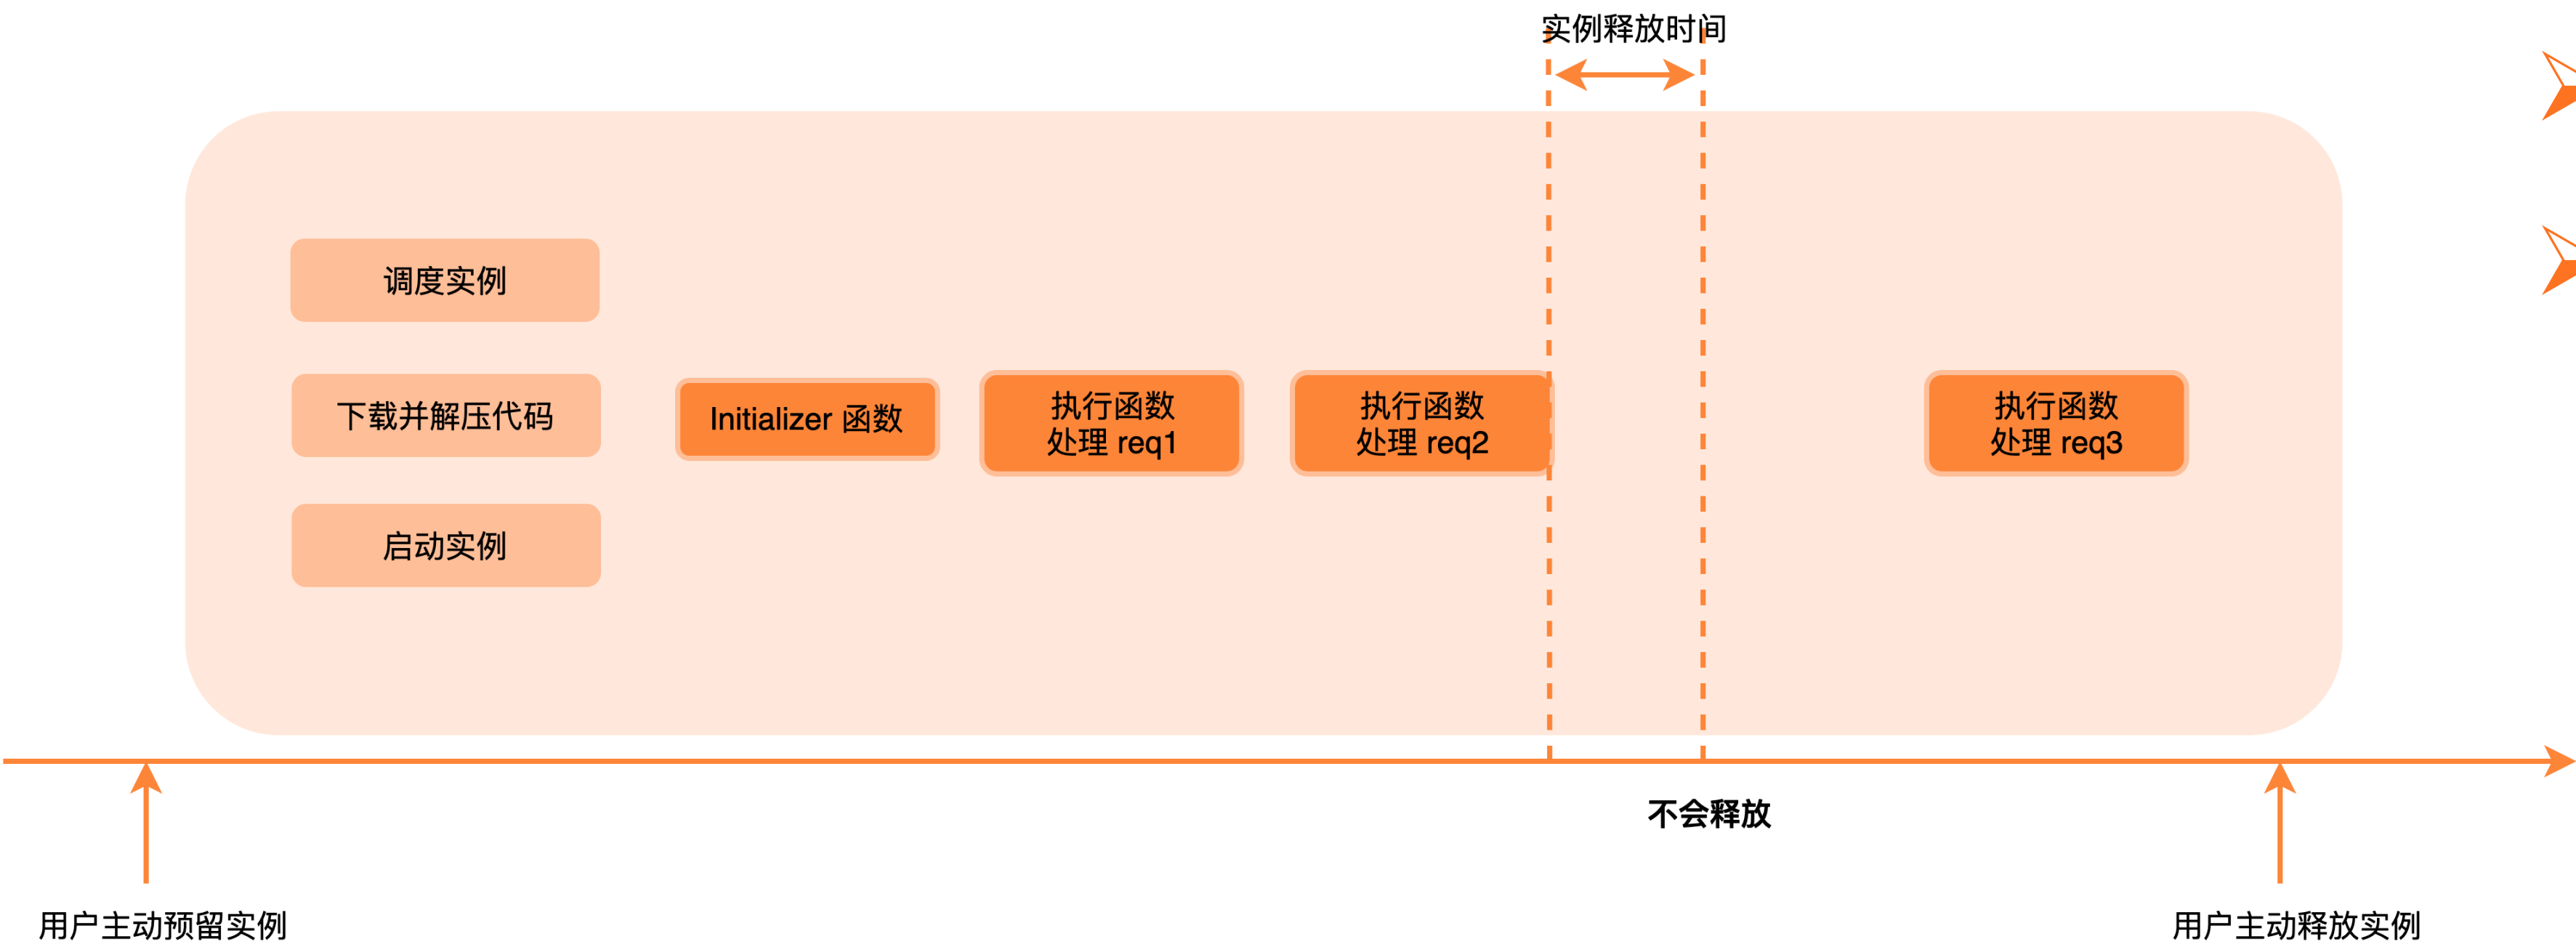 实例释放时间
调度实例
下载并解压代码
启动实例
Initializer 函数
执行函数
处理 req1
执行函数
处理 req2
执行函数
处理 req3
不会释放
用户主动预留实例
用户主动释放实例